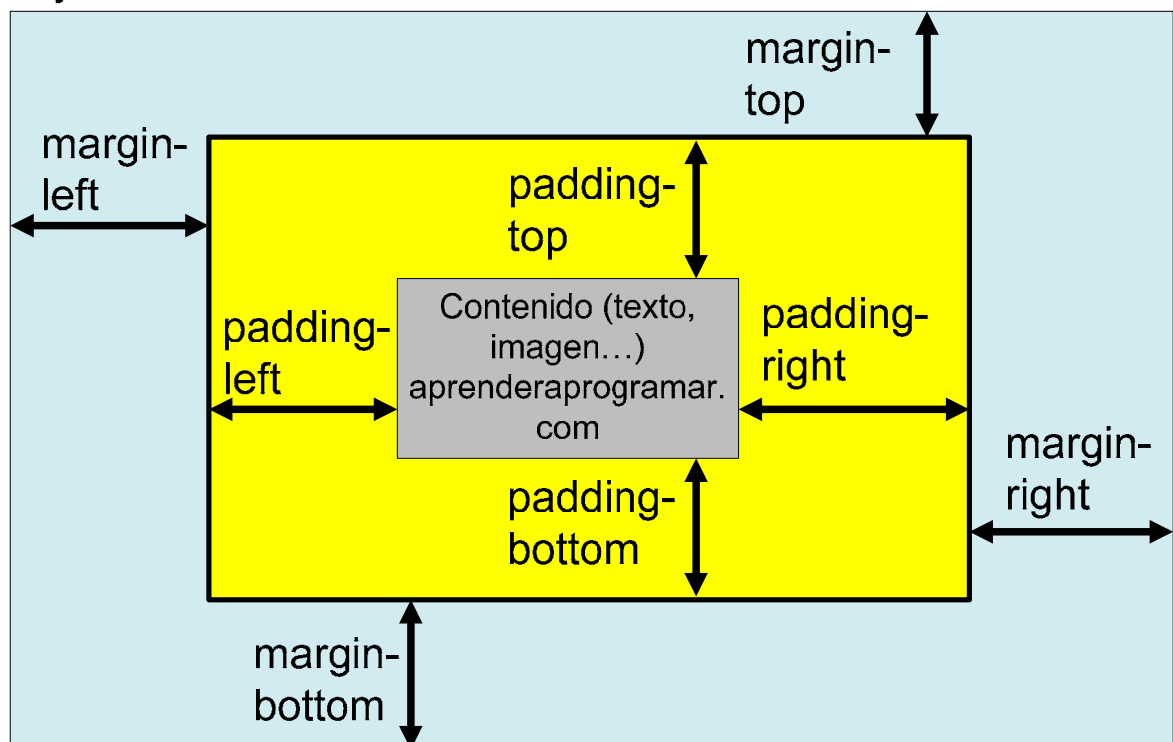 margin-
top
margin-
left
padding-
top
Contenido (texto,
imagen…)
aprenderaprogramar.
com
padding-
left
padding-
right
padding-
bottom
margin-
right
margin-
bottom